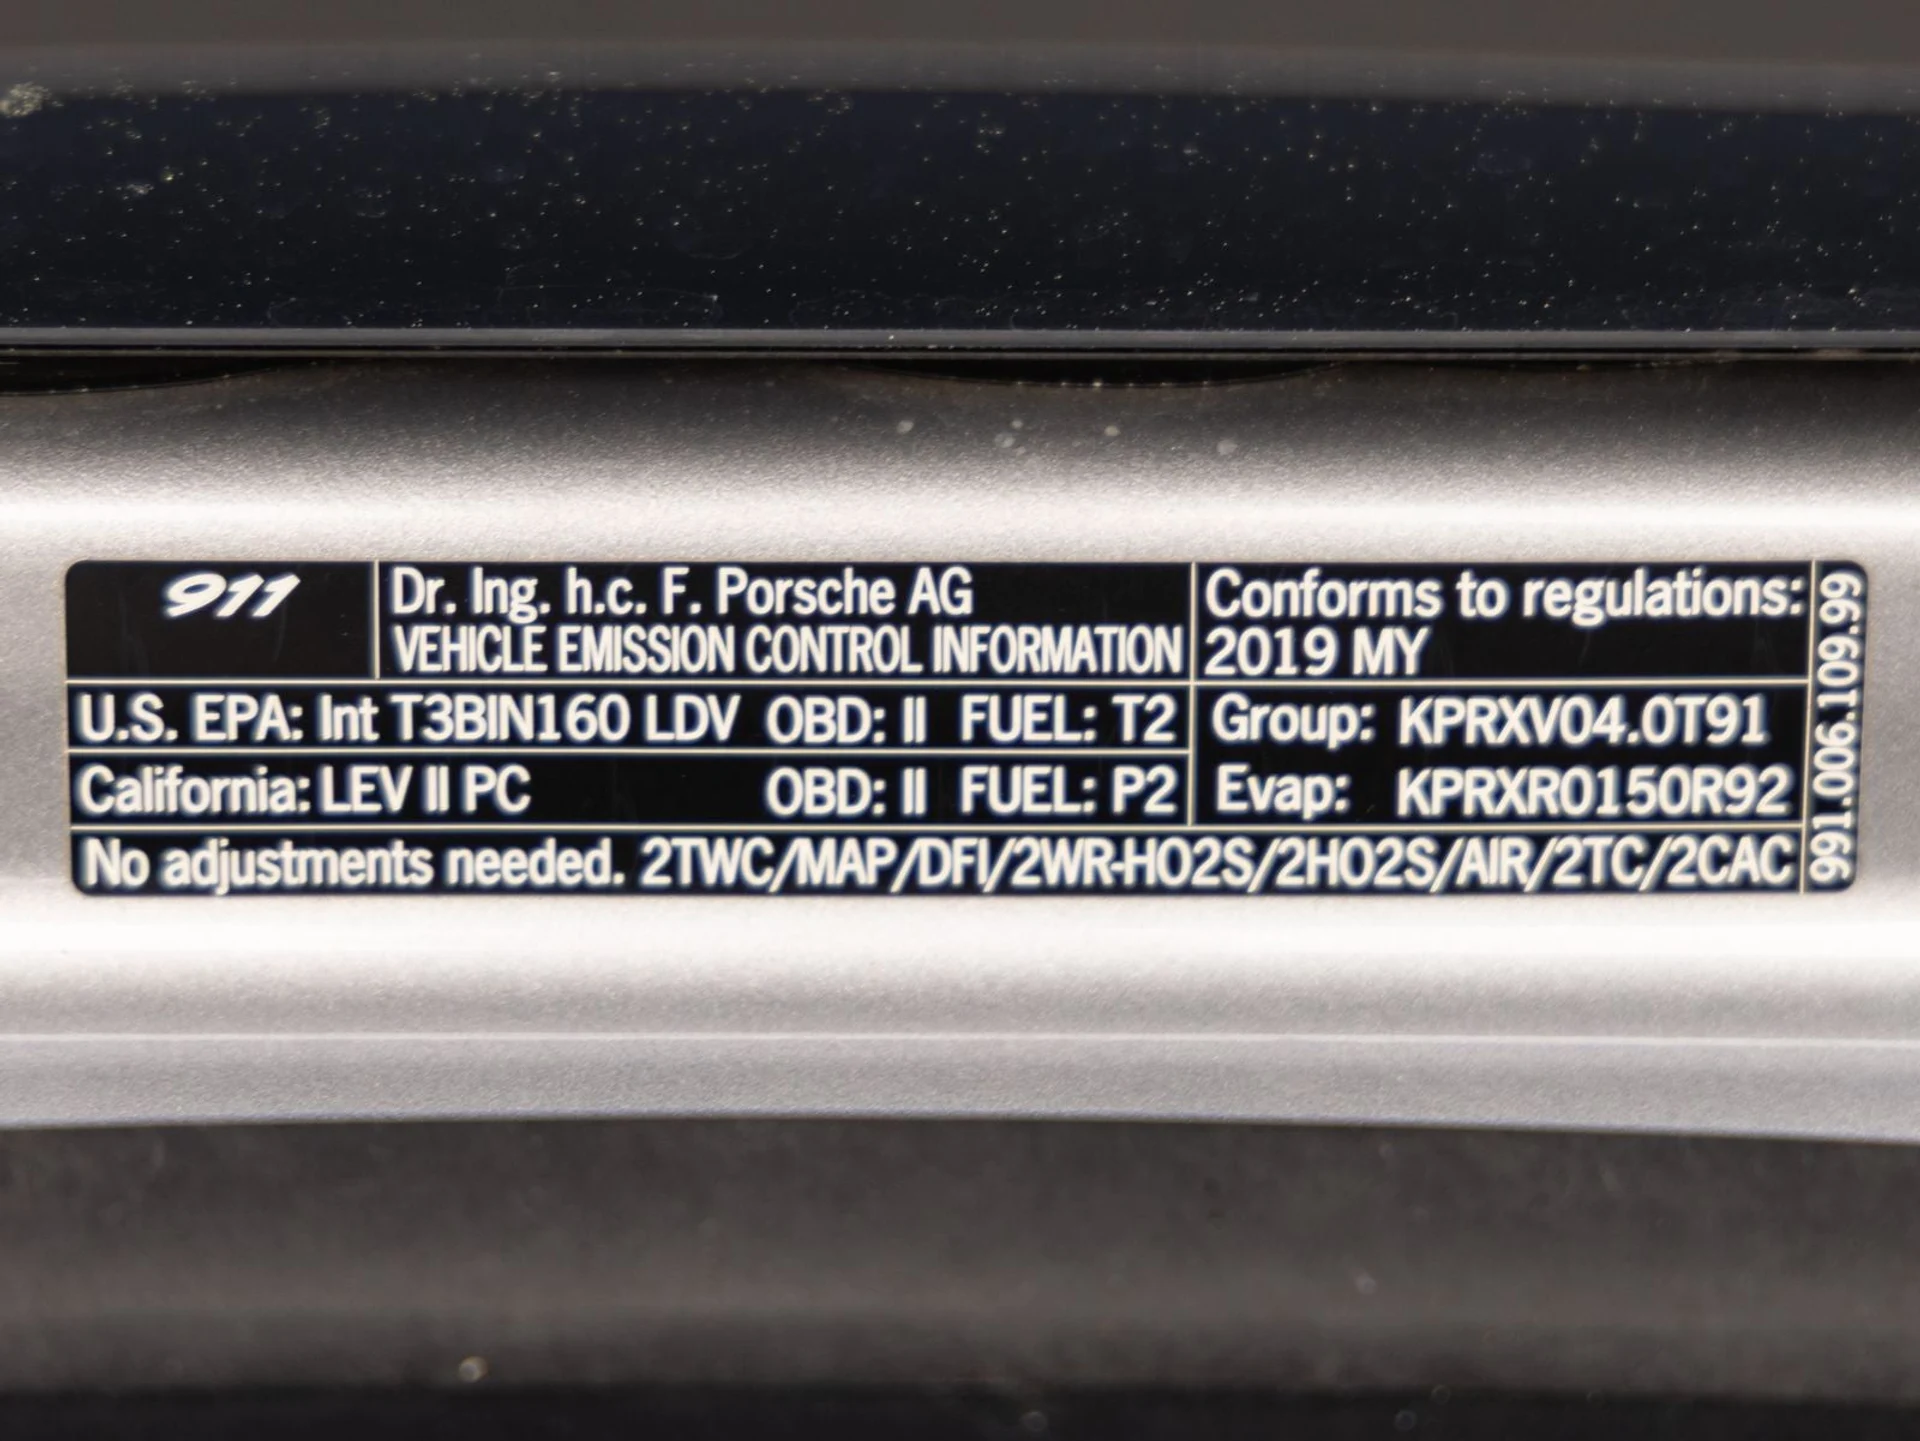 911
Dr. Ing. h.c. F. Porsche AG
VEHICLE EMISSION CONTROL INFORMATION
Conforms to regulations:
2019 MY
U.S. EPA: Int T3BIN160 LDV OBD: II FUEL: T2
California: LEV II PC OBD: II FUEL: P2
Group: KPRXV04.0T91
Evap: KPRXR0150R92
No adjustments needed. 2TWC/MAP/DFI/2WR-HO2S/2HO2S/AIR/2TC/2CAC
991.006.109.99